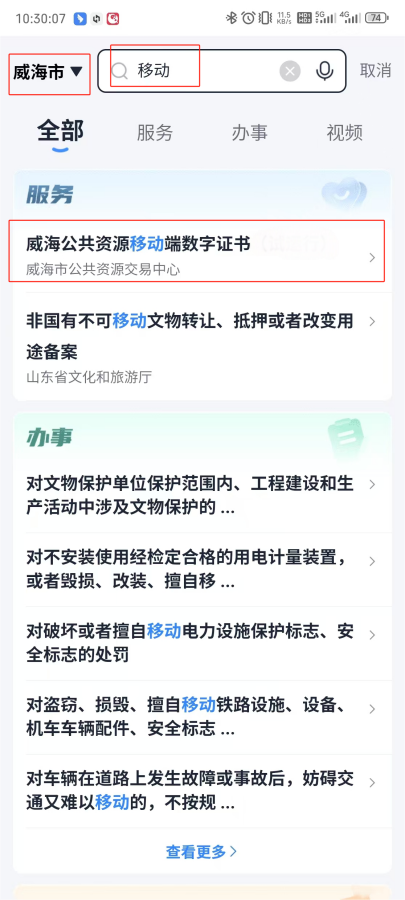 10:30:07
11.5 KB/s 5G 4G 74
威海市 移动 取消
全部 服务 办事 视频
服务
威海公共资源移动端数字证书
威海市公共资源交易中心
非国有不可移动文物转让、抵押或者改变用
途备案
山东省文化和旅游厅
办事
对文物保护单位保护范围内、工程建设和生
产活动中涉及文物保护的 ...
对不安装使用经检定合格的用电计量装置，
或者毁损、改装、擅自移 ...
对破坏或者擅自移动电力设施保护标志、安
全标志的处罚
对盗窃、损毁、擅自移动铁路设施、设备、
机车车辆配件、安全标志 ...
对车辆在道路上发生故障或事故后，妨碍交
通又难以移动的，不按规 ...
查看更多